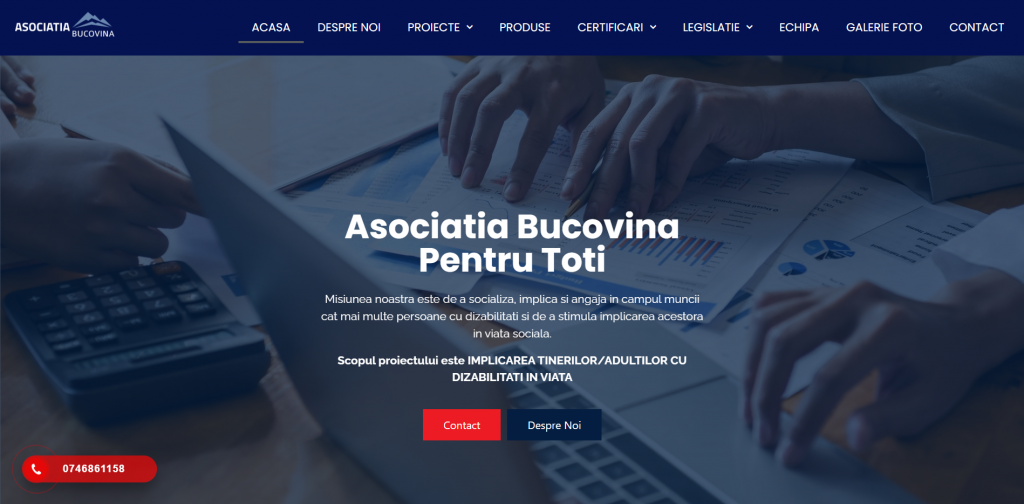 ASOCIATIA
BUCOVINA
ACASA
DESPRE NOI
PROIECTE
PRODUSE
CERTIFICARI
LEGISLATIE
ECHIPA
GALERIE FOTO
CONTACT
Asociatia Bucovina
Pentru Toti
Misiunea noastra este de a socializa, implica si angaja in campul muncii
cat mai multe persoane cu dizabilitati si de a stimula implicarea acestora
in viata sociala.
Scopul proiectului este IMPLICAREA TINERILOR/ADULTILOR CU
DIZABILITATI IN VIATA
Contact
Despre Noi
0746861158